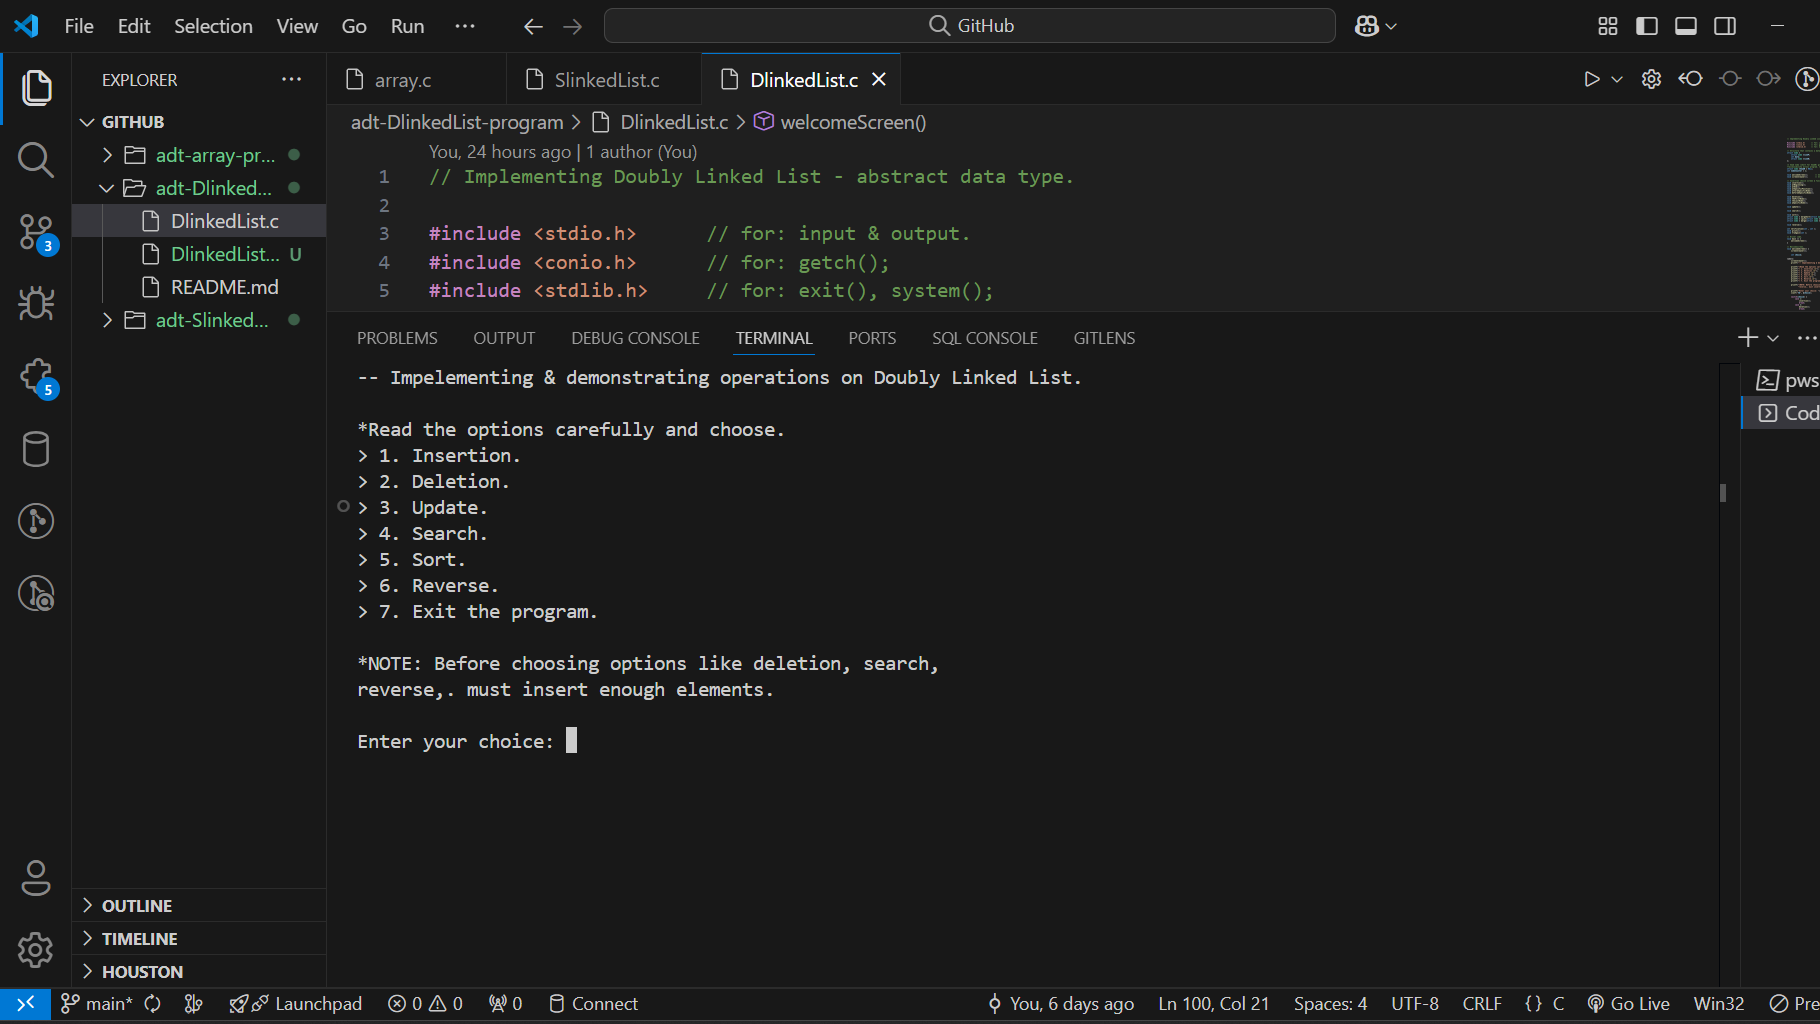 File Edit Selection View Go Run ··· GitHub
EXPLORER ···
GITHUB
adt-array-pr...
adt-Dlinked...
DlinkedList.c
DlinkedList... U
README.md
adt-Slinked...
3
5
OUTLINE
TIMELINE
HOUSTON
array.c SlinkedList.c DlinkedList.c
adt-DlinkedList-program > DlinkedList.c > welcomeScreen()
You, 24 hours ago | 1 author (You)
1 // Implementing Doubly Linked List - abstract data type.
2
3 #include <stdio.h> // for: input & output.
4 #include <conio.h> // for: getch();
5 #include <stdlib.h> // for: exit(), system();
PROBLEMS OUTPUT DEBUG CONSOLE TERMINAL PORTS SQL CONSOLE GITLENS
-- Impelementing & demonstrating operations on Doubly Linked List.
*Read the options carefully and choose.
> 1. Insertion.
> 2. Deletion.
> 3. Update.
> 4. Search.
> 5. Sort.
> 6. Reverse.
> 7. Exit the program.
*NOTE: Before choosing options like deletion, search,
reverse,. must insert enough elements.
Enter your choice:
pws
Cod
main* Launchpad 0 0 0 Connect You, 6 days ago Ln 100, Col 21 Spaces: 4 UTF-8 CRLF {} C Go Live Win32 Pre